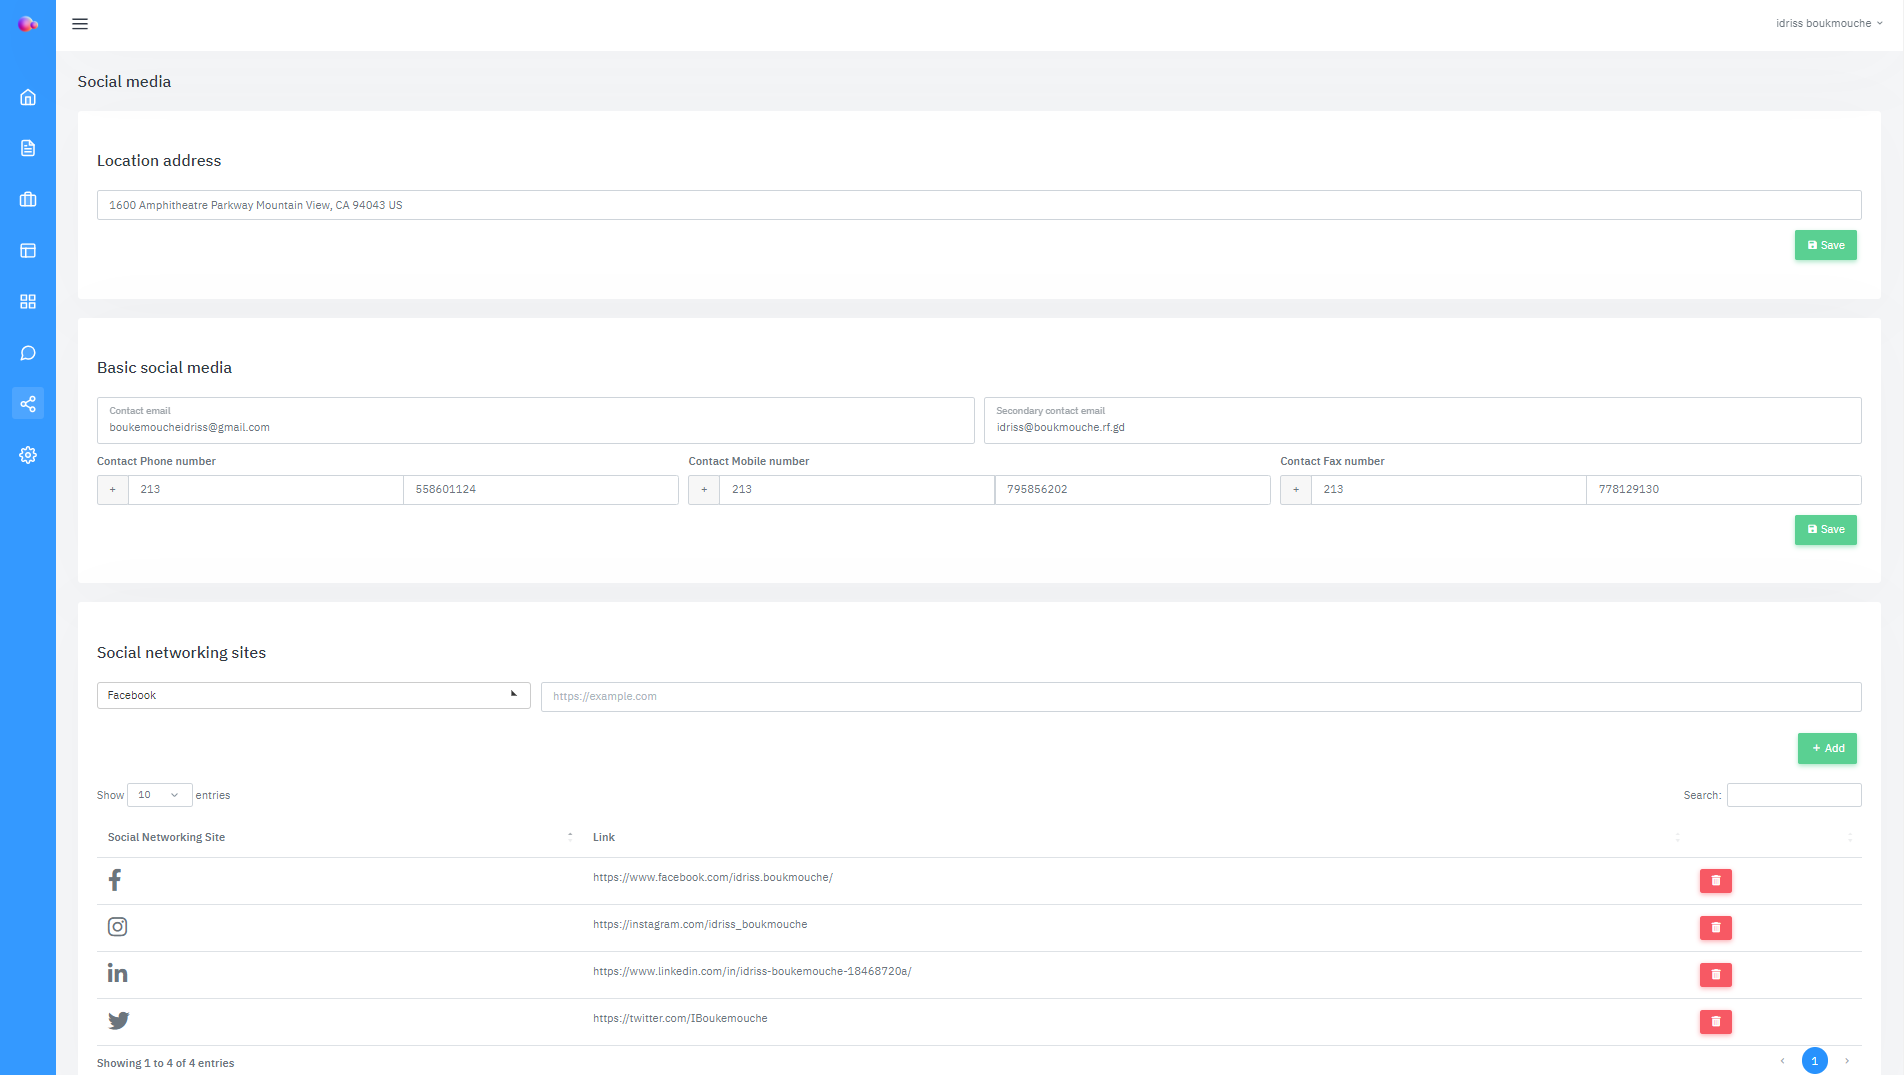 idriss boukmouche
Social media
Location address
1600 Amphitheatre Parkway Mountain View, CA 94043 US
Save
Basic social media
Contact email
boukemoucheidriss@gmail.com
Secondary contact email
idriss@boukmouche.rf.gd
Contact Phone number
Contact Mobile number
Contact Fax number
+ 213 558601124
+ 213 795856202
+ 213 778129130
Save
Social networking sites
Facebook
https://example.com
+ Add
Show 10 entries
Search:
Social Networking Site
Link
https://www.facebook.com/idriss.boukmouche/
https://instagram.com/idriss_boukmouche
https://www.linkedin.com/in/idriss-boukemouche-18468720a/
https://twitter.com/IBoukemouche
Showing 1 to 4 of 4 entries
‹ 1 ›